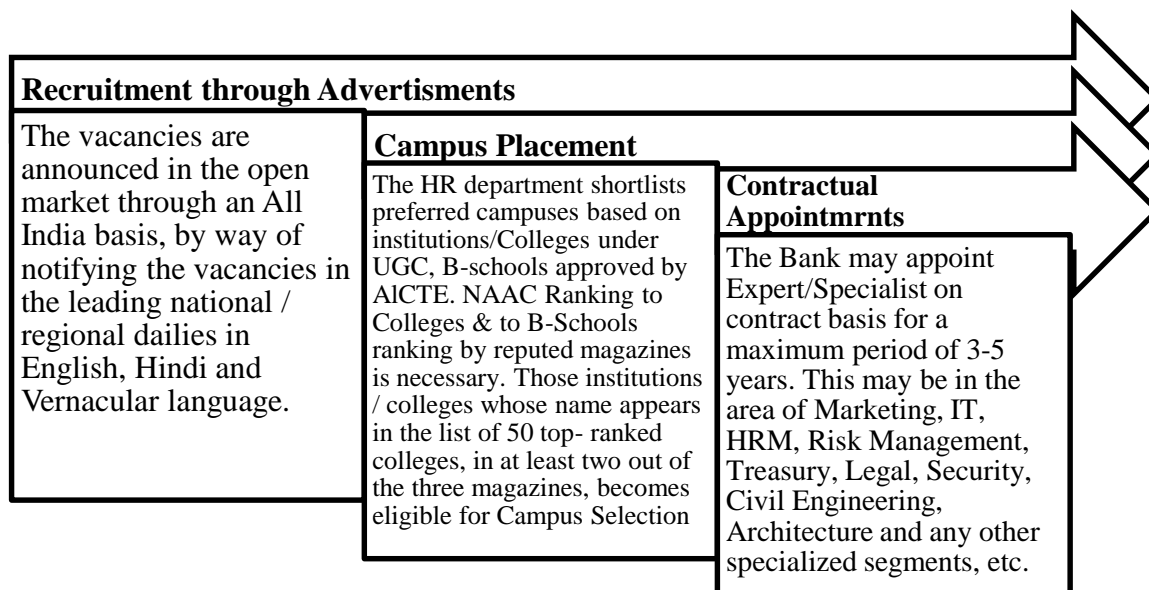 Recruitment through Advertisments
The vacancies are
announced in the open
market through an All
India basis, by way of
notifying the vacancies in
the leading national /
regional dailies in
English, Hindi and
Vernacular language.
Campus Placement
The HR department shortlists
preferred campuses based on
institutions/Colleges under
UGC, B-schools approved by
AlCTE. NAAC Ranking to
Colleges & to B-Schools
ranking by reputed magazines
is necessary. Those institutions
/ colleges whose name appears
in the list of 50 top- ranked
colleges, in at least two out of
the three magazines, becomes
eligible for Campus Selection
Contractual
Appointmrnts
The Bank may appoint
Expert/Specialist on
contract basis for a
maximum period of 3-5
years. This may be in the
area of Marketing, IT,
HRM, Risk Management,
Treasury, Legal, Security,
Civil Engineering,
Architecture and any other
specialized segments, etc.